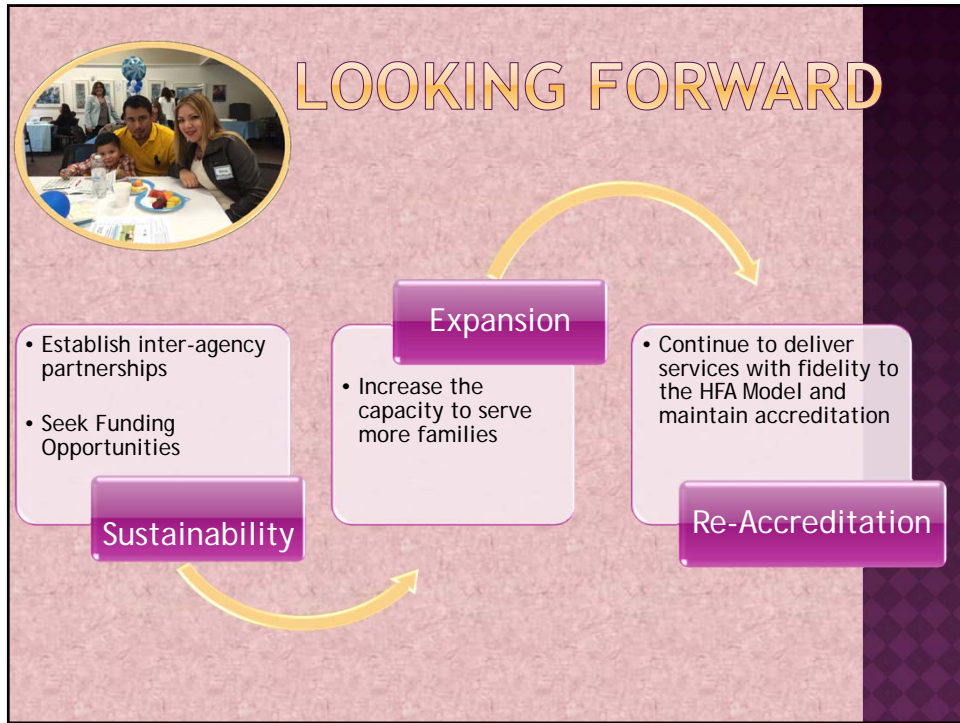 LOOKING FORWARD
• Establish inter-agency
partnerships
• Seek Funding
Opportunities
Sustainability
Expansion
• Increase the
capacity to serve
more families
• Continue to deliver
services with fidelity to
the HFA Model and
maintain accreditation
Re-Accreditation